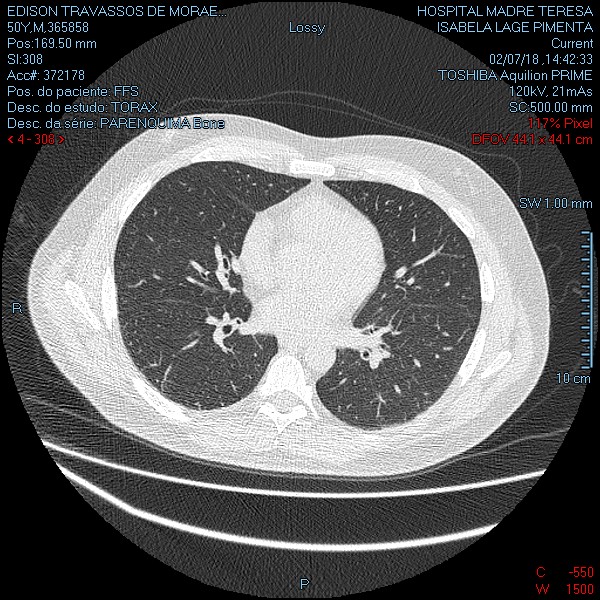 EDISON TRAVASSOS DE MORAE...
50Y,M,365858
Pos:169.50 mm
SI:308
Acc#: 372178
Pos. do paciente: FFS
Desc. do estudo: TORAX
Desc. da série: PARENQUIMA Bone
< 4 - 308 >
Lossy
HOSPITAL MADRE TERESA
ISABELA LAGE PIMENTA
Current
02/07/18 ,14:42:33
TOSHIBA Aquilion PRIME
120kV, 21mAs
SC:500.00 mm
117% Pixel
DFOV:44.1 x 44.1 cm
SW 1.00 mm
R
10 cm
P
C -550
W 1500